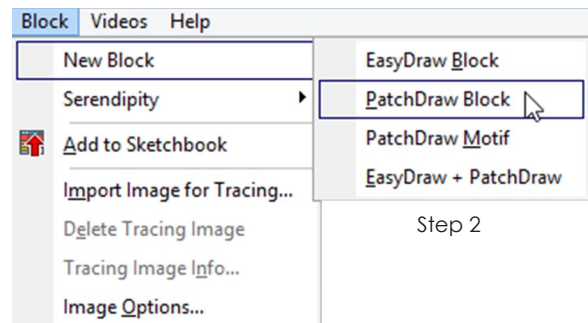 Block Videos Help
New Block
Serendipity
Add to Sketchbook
Import Image for Tracing...
Delete Tracing Image
Tracing Image Info...
Image Options...
EasyDraw Block
PatchDraw Block
PatchDraw Motif
EasyDraw + PatchDraw
Step 2